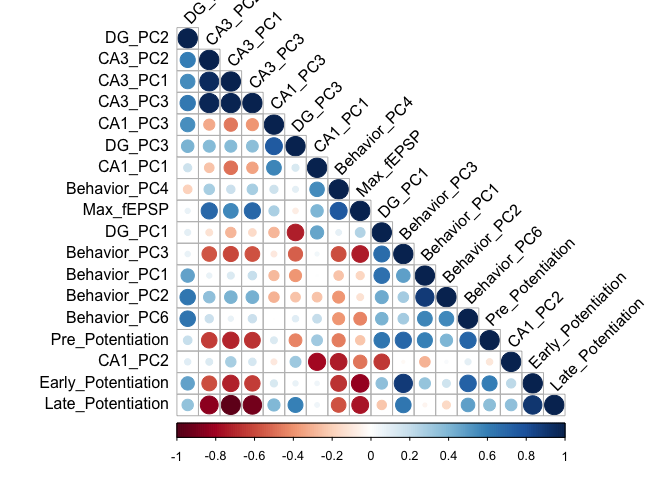 DG_
CA3_PC2
CA3_PC1
CA3_PC3
CA1_PC3
DG_PC3
CA1_PC1
Behavior_PC4
Max_fEPSP
DG_PC1
Behavior_PC3
Behavior_PC1
Behavior_PC2
Behavior_PC6
Pre_Potentiation
CA1_PC2
Early_Potentiation
Late_Potentiation
DG_PC2
CA3_PC2
CA3_PC1
CA3_PC3
CA1_PC3
DG_PC3
CA1_PC1
Behavior_PC4
Max_fEPSP
DG_PC1
Behavior_PC3
Behavior_PC1
Behavior_PC2
Behavior_PC6
Pre_Potentiation
CA1_PC2
Early_Potentiation
Late_Potentiation
-1 -0.8 -0.6 -0.4 -0.2 0 0.2 0.4 0.6 0.8 1